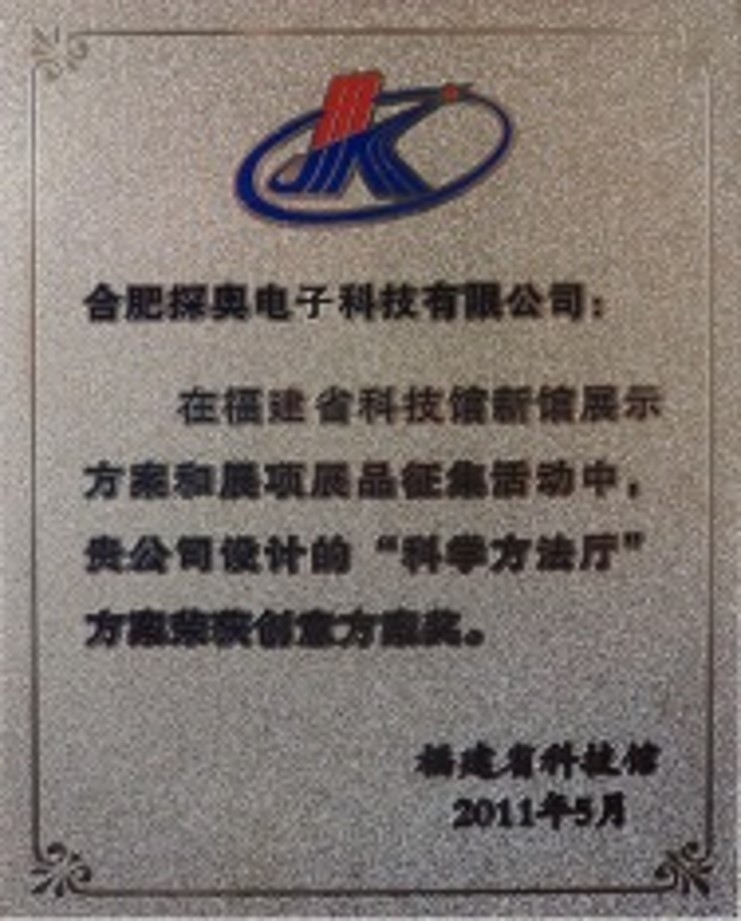 合肥探奥电子科技有限公司：
在福建省科技馆新馆展示
方案和展项展品征集活动中，
贵公司设计的“科学方法厅”
方案荣获创意方案奖。
福建省科技馆
2011年5月